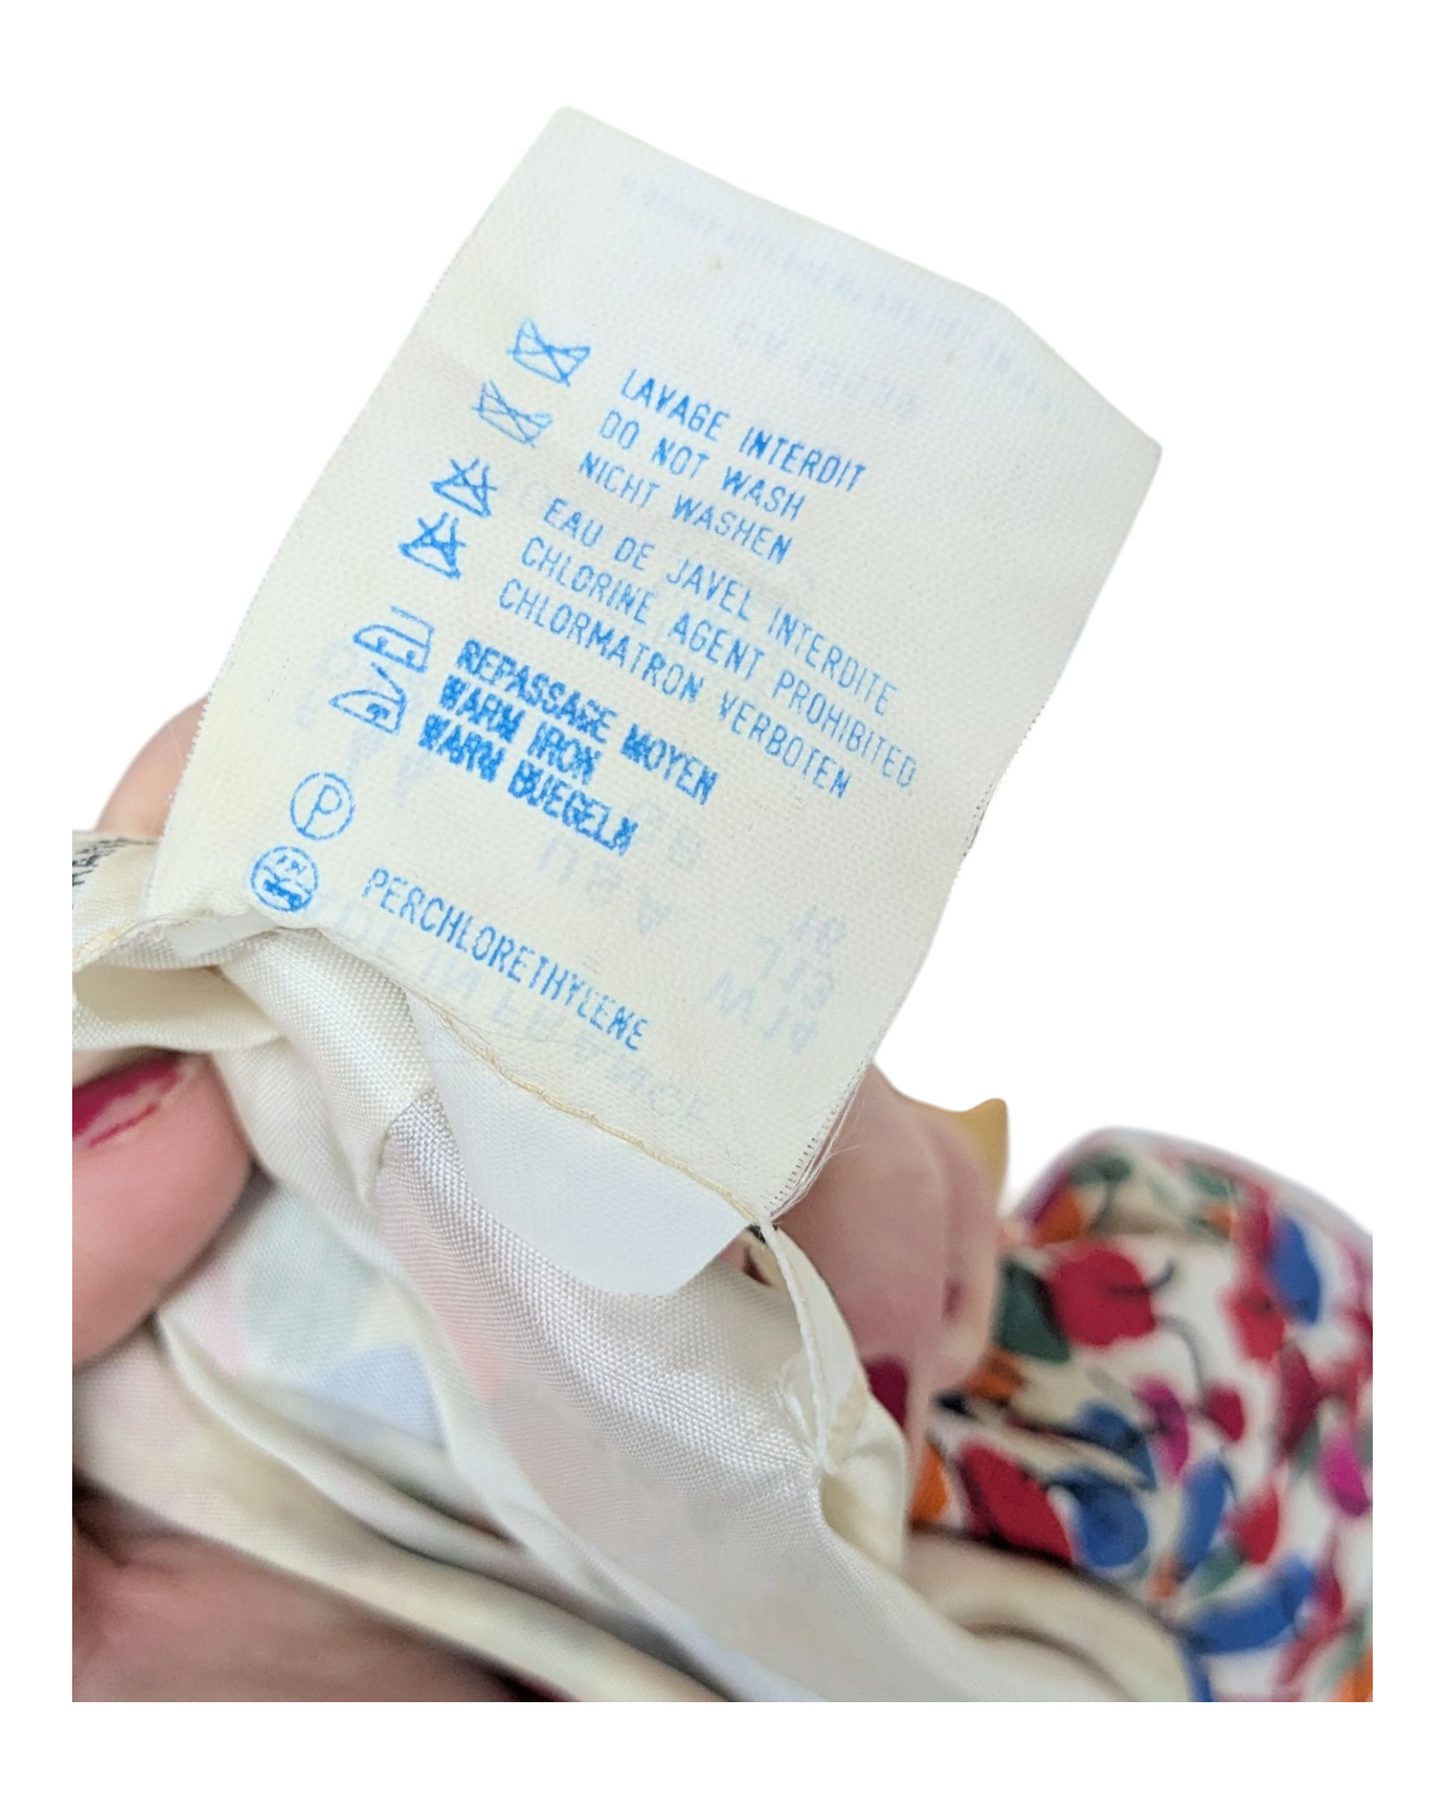 LAVAGE INTERDIT
DO NOT WASH
NICHT WASHEN
EAU DE JAVEL INTERDITE
CHLORINE AGENT PROHIBITED
CHLORMATRON VERBOTEN
REPASSAGE MOYEN
WARM IRON
WARM BUEGELN
P
PERCHLORETHYLENE